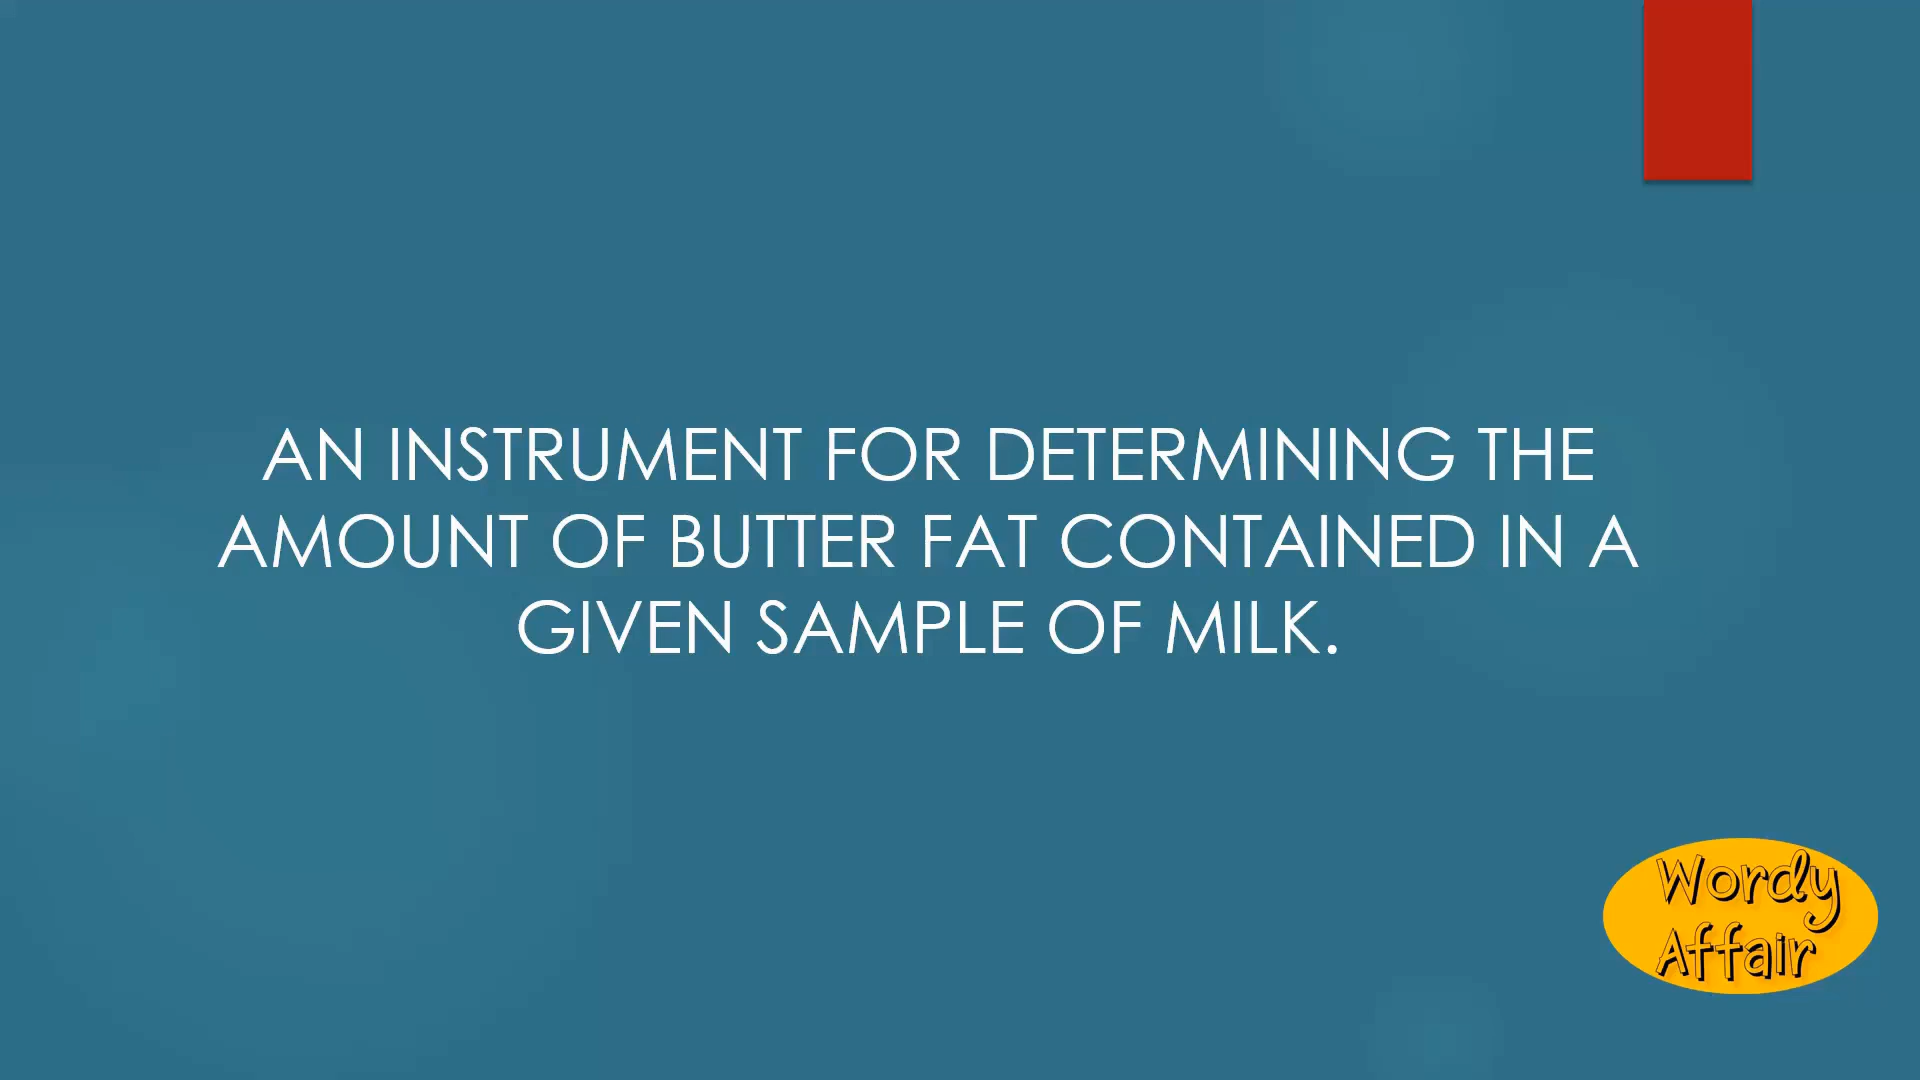 AN INSTRUMENT FOR DETERMINING THE
AMOUNT OF BUTTER FAT CONTAINED IN A
GIVEN SAMPLE OF MILK.
Wordy
Affair